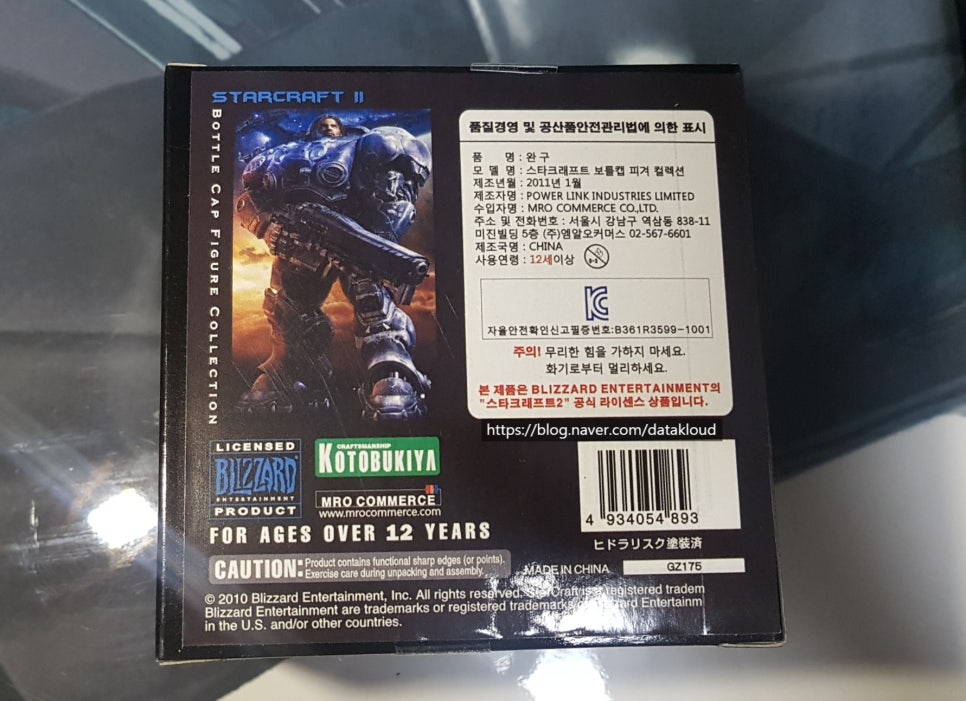 STARCRAFT II
BOTTLE CAP FIGURE COLLECTION
품질경영 및 공산품안전관리법에 의한 표시
품 명 : 완구
모 델 명 : 스타크래프트 보틀캡 피겨 컬렉션
제조년월 : 2011년 1월
제조자명 : POWER LINK INDUSTRIES LIMITED
수입자명 : MRO COMMERCE CO.,LTD.
주소 및 전화번호 : 서울시 강남구 역삼동 838-11
미진빌딩 5층 (주)엠알오커머스 02-567-6601
제조국명 : CHINA
사용연령 : 12세이상
자율안전확인신고필증번호:B361R3599-1001
주의! 무리한 힘을 가하지 마세요.
화기로부터 멀리하세요.
본 제품은 BLIZZARD ENTERTAINMENT의
"스타크래프트2" 공식 라이센스 상품입니다.
https://blog.naver.com/datakloud
LICENSED
BLIZZARD
ENTERTAINMENT
PRODUCT
CRAFTSMANSHIP
KOTOBUKIYA
MRO COMMERCE
www.mrocommerce.com
4 934054 893
ヒドラリスク塗装済
FOR AGES OVER 12 YEARS
CAUTION: Product contains functional sharp edges (or points).
Exercise care during unpacking and assembly.
MADE IN CHINA
GZ175
© 2010 Blizzard Entertainment, Inc. All rights reserved. StarCraft is a registered tradem
Blizzard Entertainment are trademarks or registered trademarks of Blizzard Entertainm
in the U.S. and/or other countries.